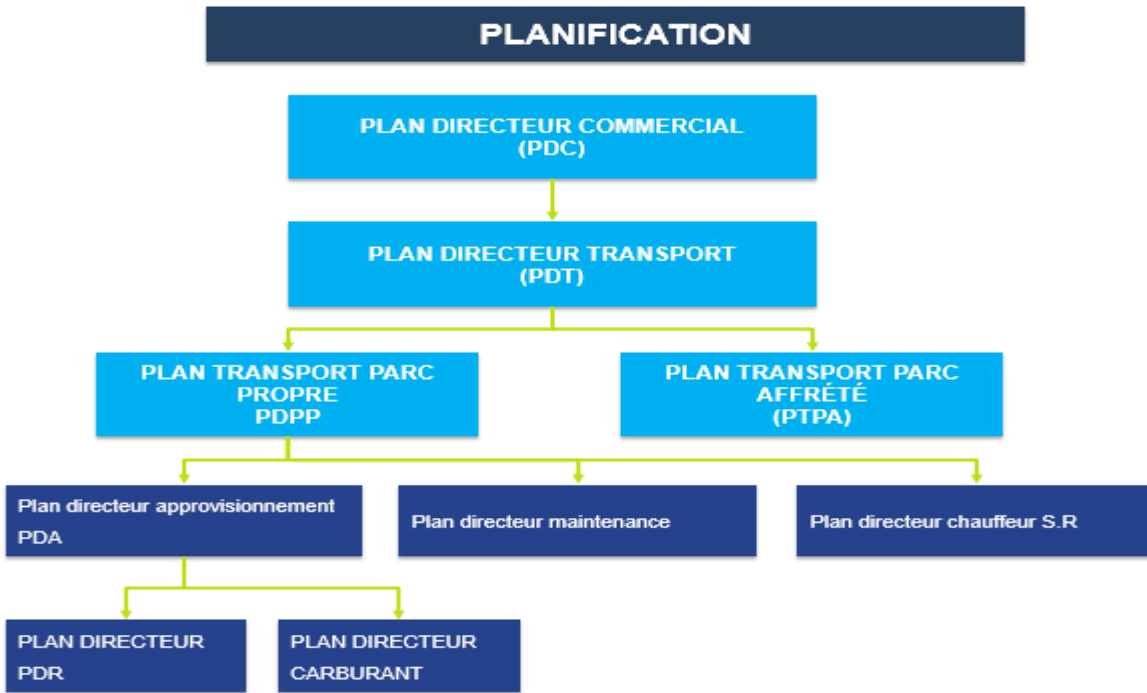 PLANIFICATION
PLAN DIRECTEUR COMMERCIAL
(PDC)
PLAN DIRECTEUR TRANSPORT
(PDT)
PLAN TRANSPORT PARC
PROPRE
PDPP
PLAN TRANSPORT PARC
AFFRÉTÉ
(PTPA)
Plan directeur approvisionnement
PDA
Plan directeur maintenance
Plan directeur chauffeur S.R
PLAN DIRECTEUR
PDR
PLAN DIRECTEUR
CARBURANT